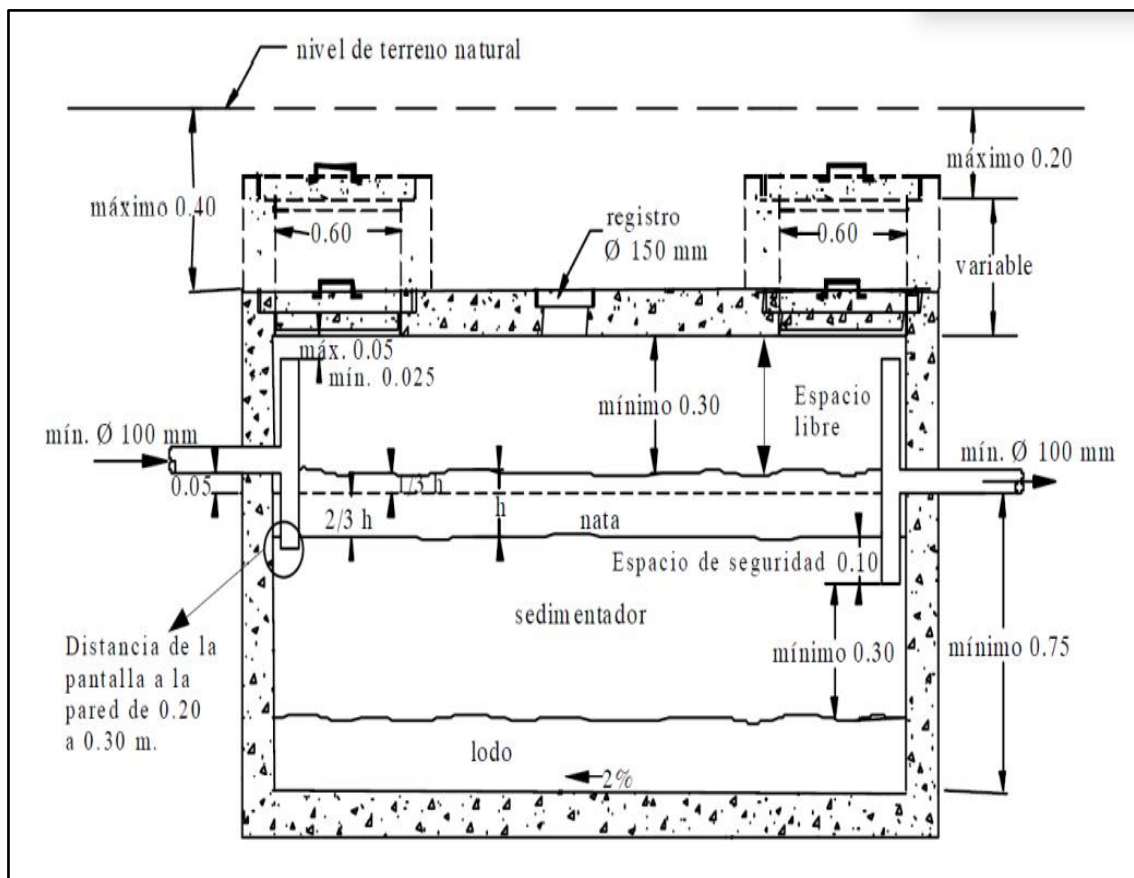 nivel de terreno natural
máximo 0.20
máximo 0.40
registro
Ø 150 mm
0.60
0.60
variable
máx. 0.05
mín. 0.025
mínimo 0.30
Espacio
libre
mín. Ø 100 mm
mín. Ø 100 mm
0.05
1/3 h
2/3 h
h
nata
Espacio de seguridad 0.10
sedimentador
Distancia de la
pantalla a la
pared de 0.20
a 0.30 m.
mínimo 0.30
mínimo 0.75
lodo
2%